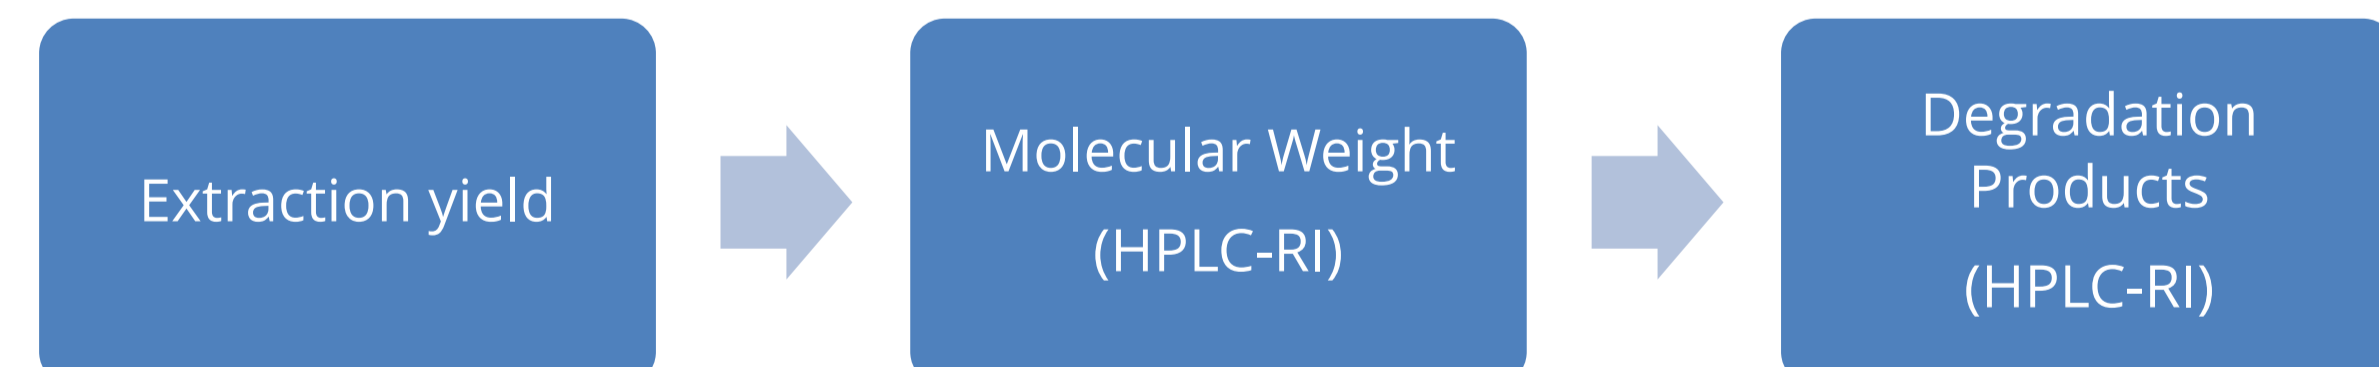 Extraction yield
Molecular Weight
(HPLC-RI)
Degradation
Products
(HPLC-RI)